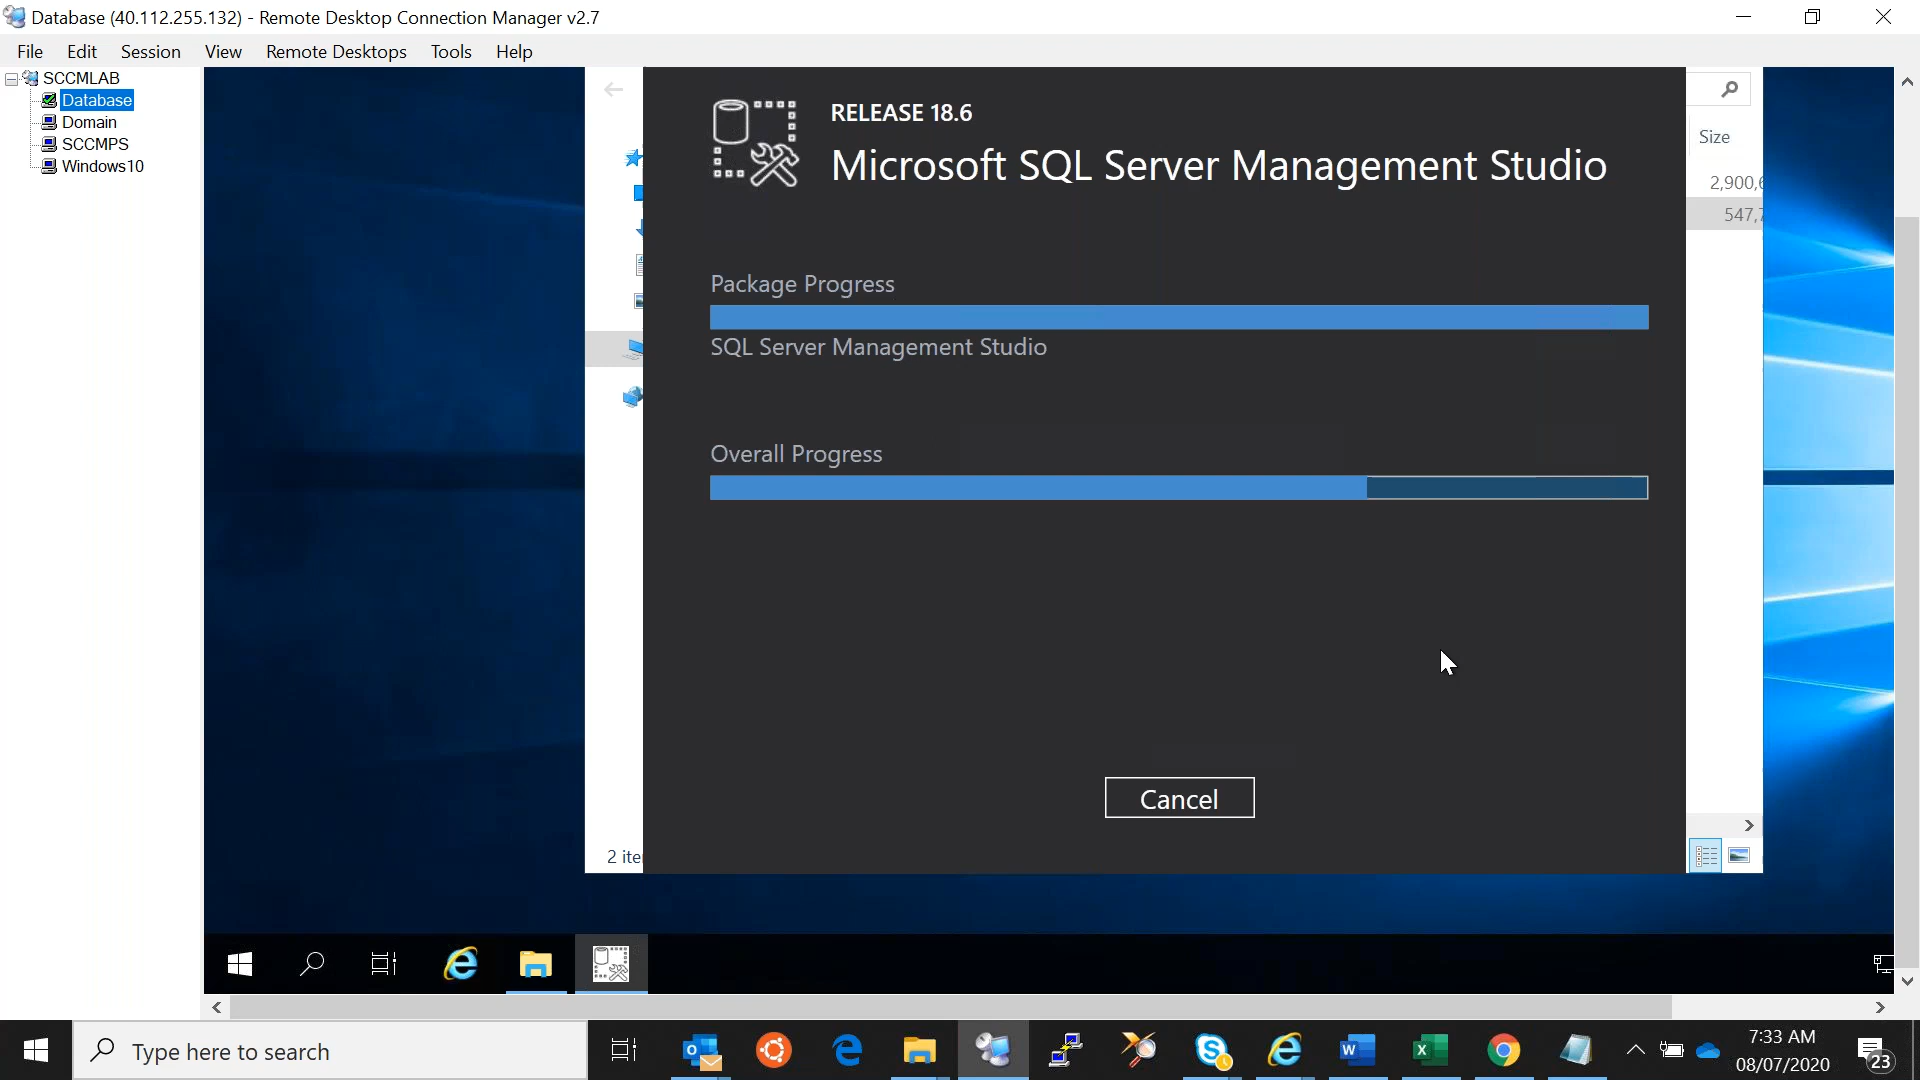 Database (40.112.255.132) - Remote Desktop Connection Manager v2.7
File Edit Session View Remote Desktops Tools Help
SCCMLAB
Database
Domain
SCCMPS
Windows10
RELEASE 18.6
Microsoft SQL Server Management Studio
Size
2,900,6
547,7
Package Progress
SQL Server Management Studio
Overall Progress
Cancel
2 ite
Type here to search
7:33 AM
08/07/2020
23